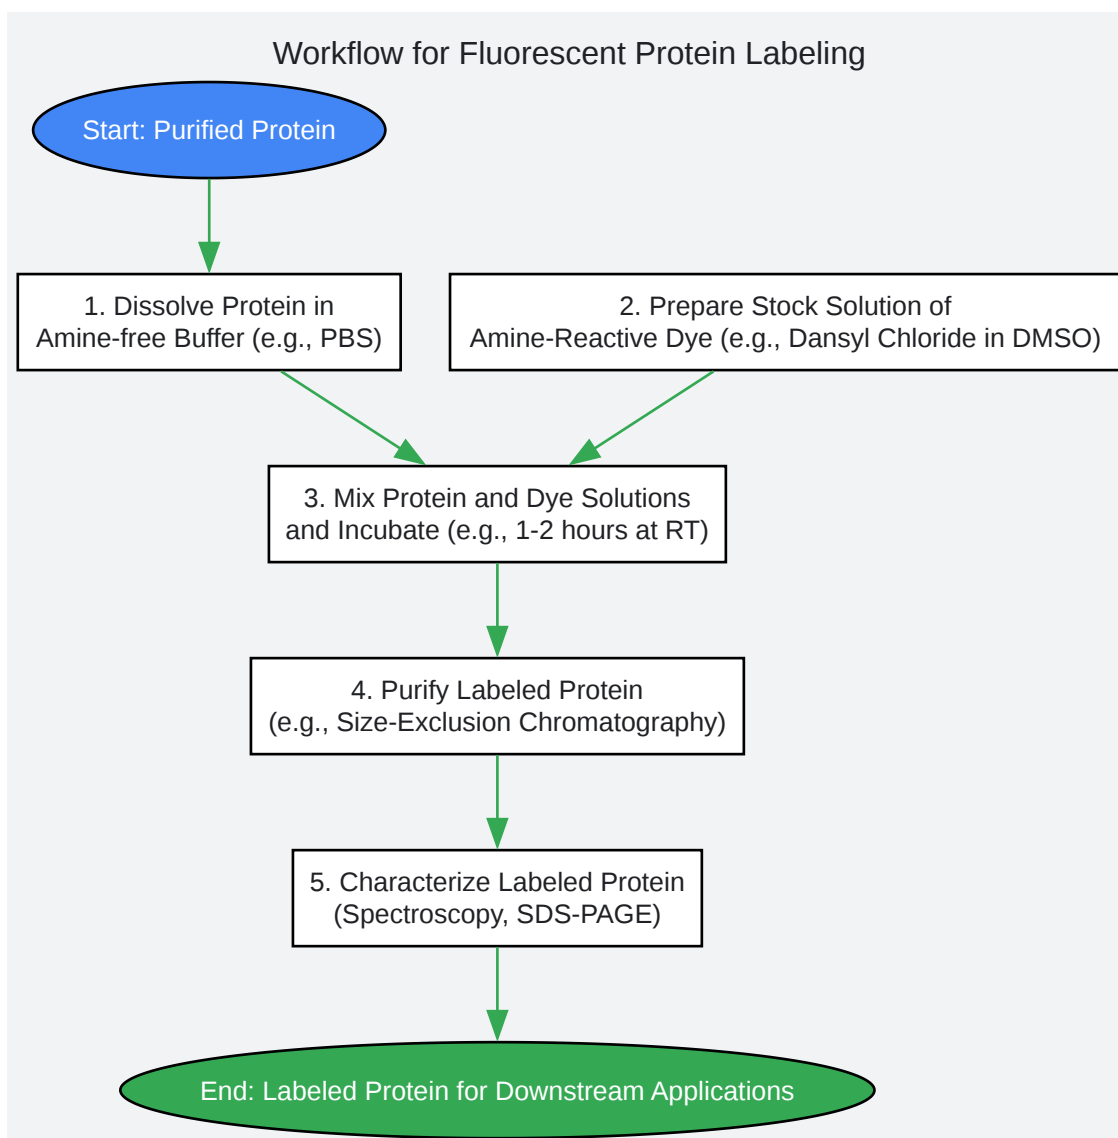 Workflow for Fluorescent Protein Labeling
Start: Purified Protein
1. Dissolve Protein in
Amine-free Buffer (e.g., PBS)
2. Prepare Stock Solution of
Amine-Reactive Dye (e.g., Dansyl Chloride in DMSO)
3. Mix Protein and Dye Solutions
and Incubate (e.g., 1-2 hours at RT)
4. Purify Labeled Protein
(e.g., Size-Exclusion Chromatography)
5. Characterize Labeled Protein
(Spectroscopy, SDS-PAGE)
End: Labeled Protein for Downstream Applications